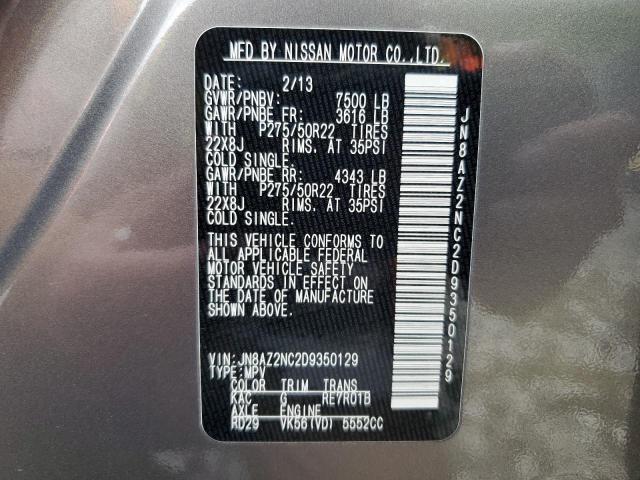 MFD BY NISSAN MOTOR CO.,LTD.
DATE: 2/13
GVWR/PNBV: 7500 LB
GAWR/PNBE FR: 3616 LB
WITH P275/50R22 TIRES
22X8J RIMS. AT 35PSI
COLD SINGLE.
GAWR/PNBE RR: 4343 LB
WITH P275/50R22 TIRES
22X8J RIMS. AT 35PSI
COLD SINGLE.
THIS VEHICLE CONFORMS TO
ALL APPLICABLE FEDERAL
MOTOR VEHICLE SAFETY
STANDARDS IN EFFECT ON
THE DATE OF MANUFACTURE
SHOWN ABOVE.
VIN:JN8AZ2NC2D9350129
TYPE:MPV
COLOR TRIM TRANS
KAC G RE7R01B
AXLE ENGINE
RD29 VK56(VD) 5552CC
JN8AZ2NC2D9350129